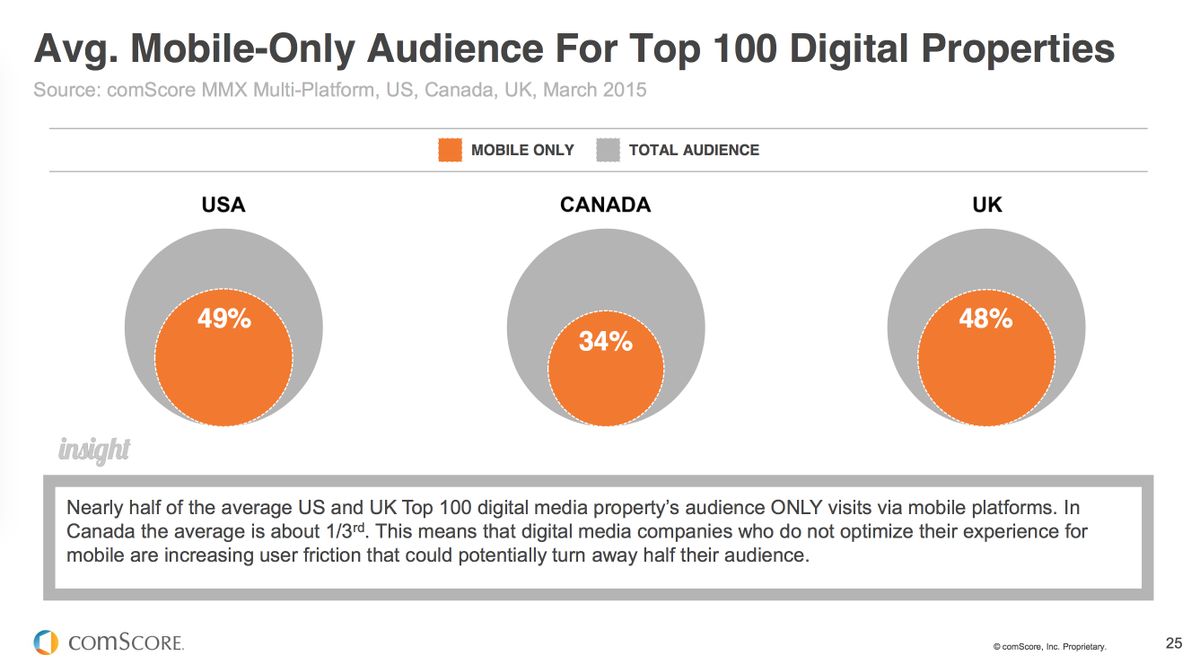 Avg. Mobile-Only Audience For Top 100 Digital Properties
Source: comScore MMX Multi-Platform, US, Canada, UK, March 2015
MOBILE ONLY TOTAL AUDIENCE
USA CANADA UK
49% 34% 48%
insight
Nearly half of the average US and UK Top 100 digital media property’s audience ONLY visits via mobile platforms. In
Canada the average is about 1/3rd. This means that digital media companies who do not optimize their experience for
mobile are increasing user friction that could potentially turn away half their audience.
comSCORE.
© comScore, Inc. Proprietary.
25